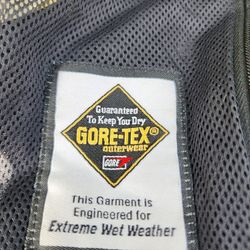 Guaranteed
To Keep You Dry
GORE-TEX®
outerwear
GORE
This Garment is
Engineered for
Extreme Wet Weather